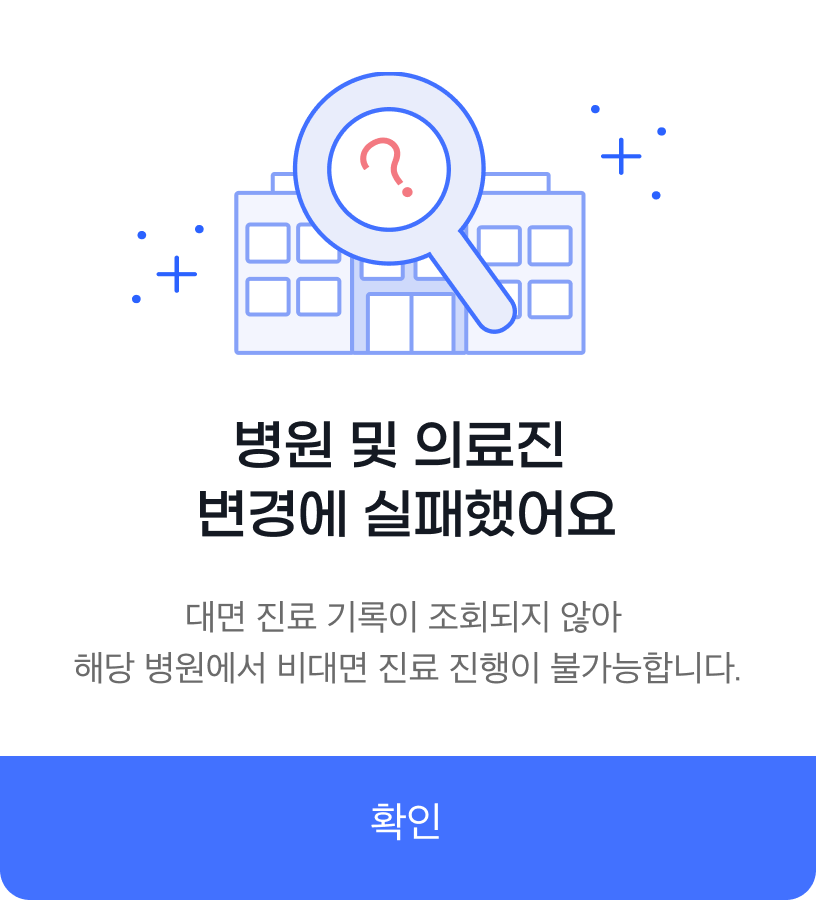 ?
병원 및 의료진
변경에 실패했어요
대면 진료 기록이 조회되지 않아
해당 병원에서 비대면 진료 진행이 불가능합니다.
확인